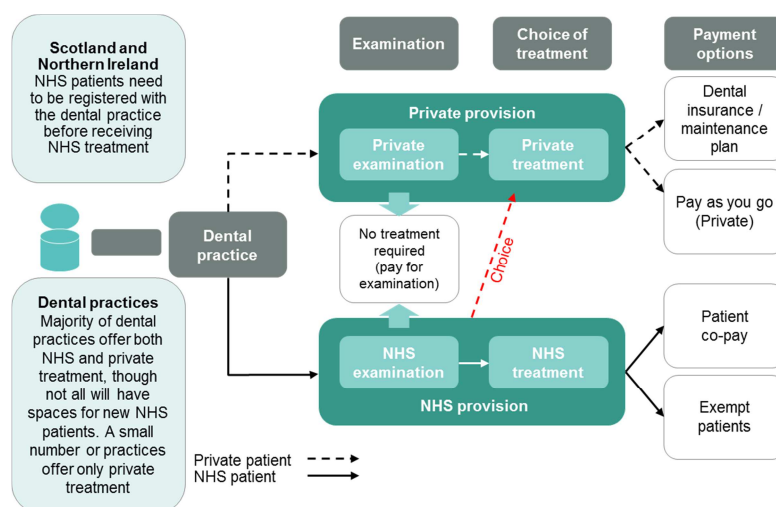 Scotland and
Northern Ireland
NHS patients need
to be registered with
the dental practice
before receiving
NHS treatment
Examination
Choice of
treatment
Payment
options
Private provision
Private
examination
Private
treatment
Dental
insurance /
maintenance
plan
Pay as you go
(Private)
Dental
practice
No treatment
required
(pay for
examination)
Choice
Dental practices
Majority of dental
practices offer both
NHS and private
treatment, though
not all will have
spaces for new NHS
patients. A small
number or practices
offer only private
treatment
NHS
examination
NHS
treatment
NHS provision
Patient
co-pay
Exempt
patients
Private patient
NHS patient